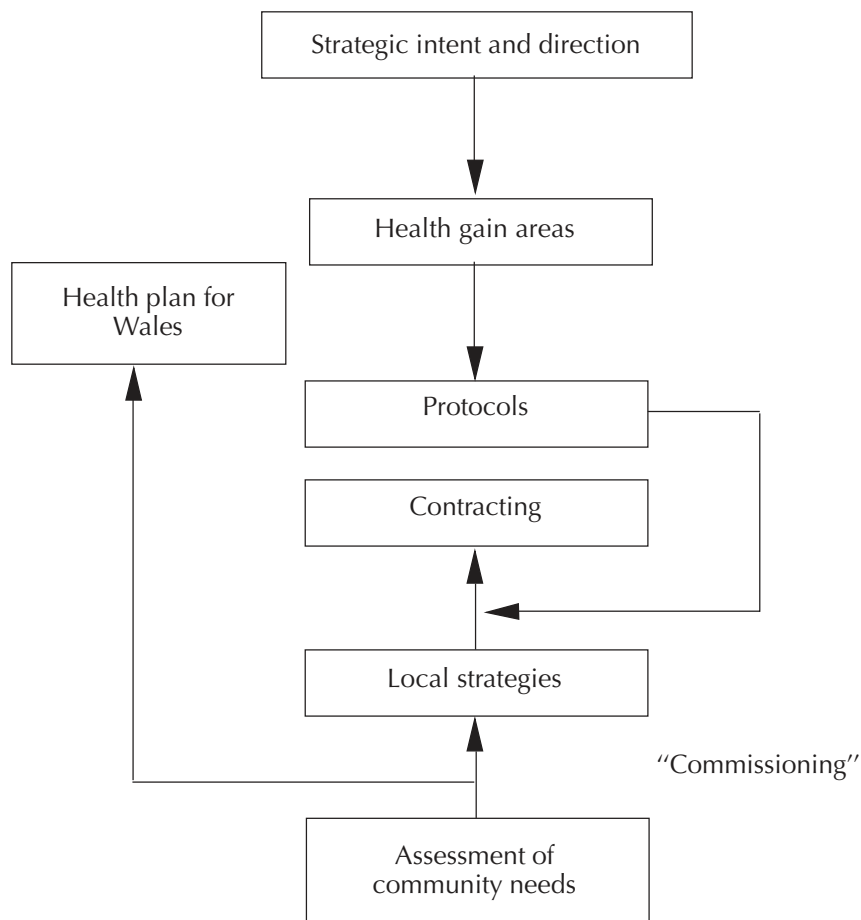 Strategic intent and direction
Health gain areas
Health plan for
Wales
Protocols
Contracting
Local strategies
“Commissioning”
Assessment of
community needs